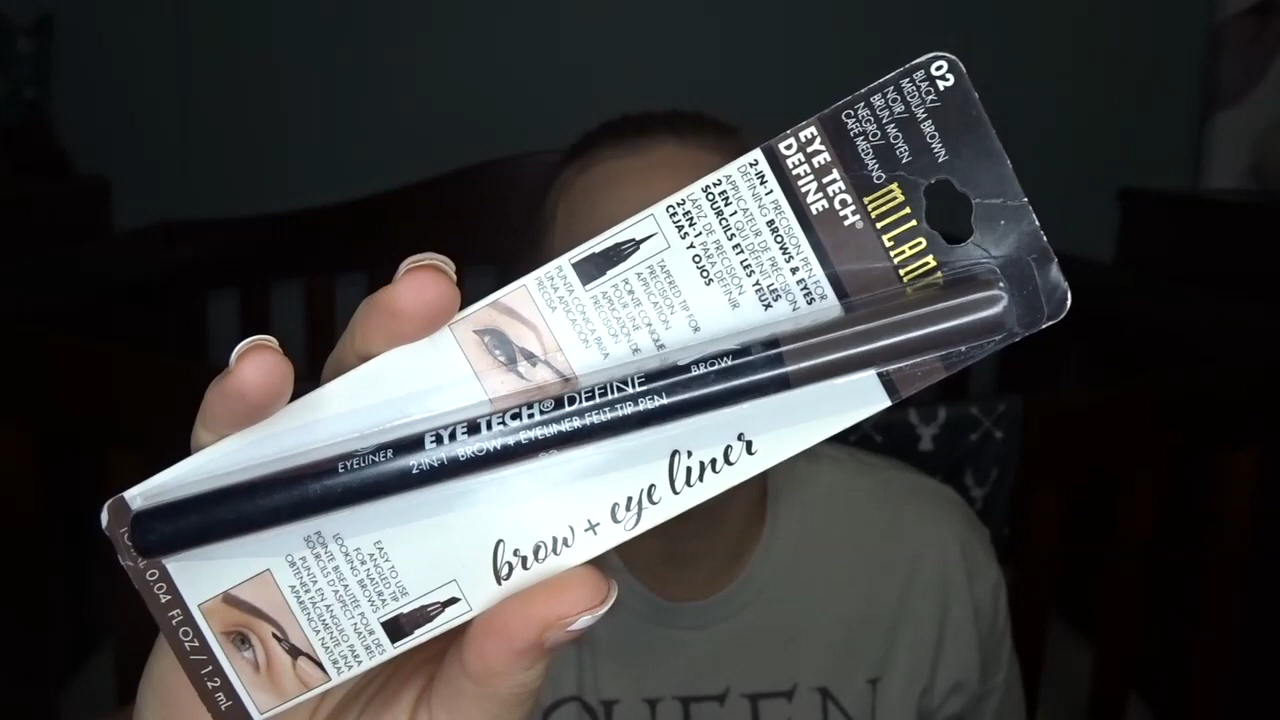 02
BLACK/
MEDIUM BROWN
NOIR/
BRUN MOYEN
NEGRO/
CAFÉ MEDIANO
MILANI
EYE TECH®
DEFINE
2-IN-1 PRECISION PEN FOR
DEFINING BROWS & EYES
APPLICATEUR DE PRÉCISION
2 EN 1 QUI DÉFINIT LES
SOURCILS ET LES YEUX
LÁPIZ DE PRECISIÓN
2-EN-1 PARA DEFINIR
CEJAS Y OJOS
TAPERED TIP FOR
PRECISION
APPLICATION
POINTE CONIQUE
POUR UNE
APPLICATION DE
PRÉCISION
PUNTA CÓNICA PARA
UNA APLICACIÓN
PRECISA
BROW
EYE TECH® DEFINE
2-IN-1 BROW + EYELINER FELT TIP PEN
EYELINER
02
brow + eye liner
EASY TO USE
ANGLED TIP
FOR NATURAL
LOOKING BROWS
POINTE BISEAUTÉE POUR DES
SOURCILS D'ASPECT NATUREL
PUNTA EN ÁNGULO PARA
OBTENER FÁCILMENTE UNA
APARIENCIA NATURAL
TOTAL 0.04 FL OZ / 1.2 mL
QUEEN